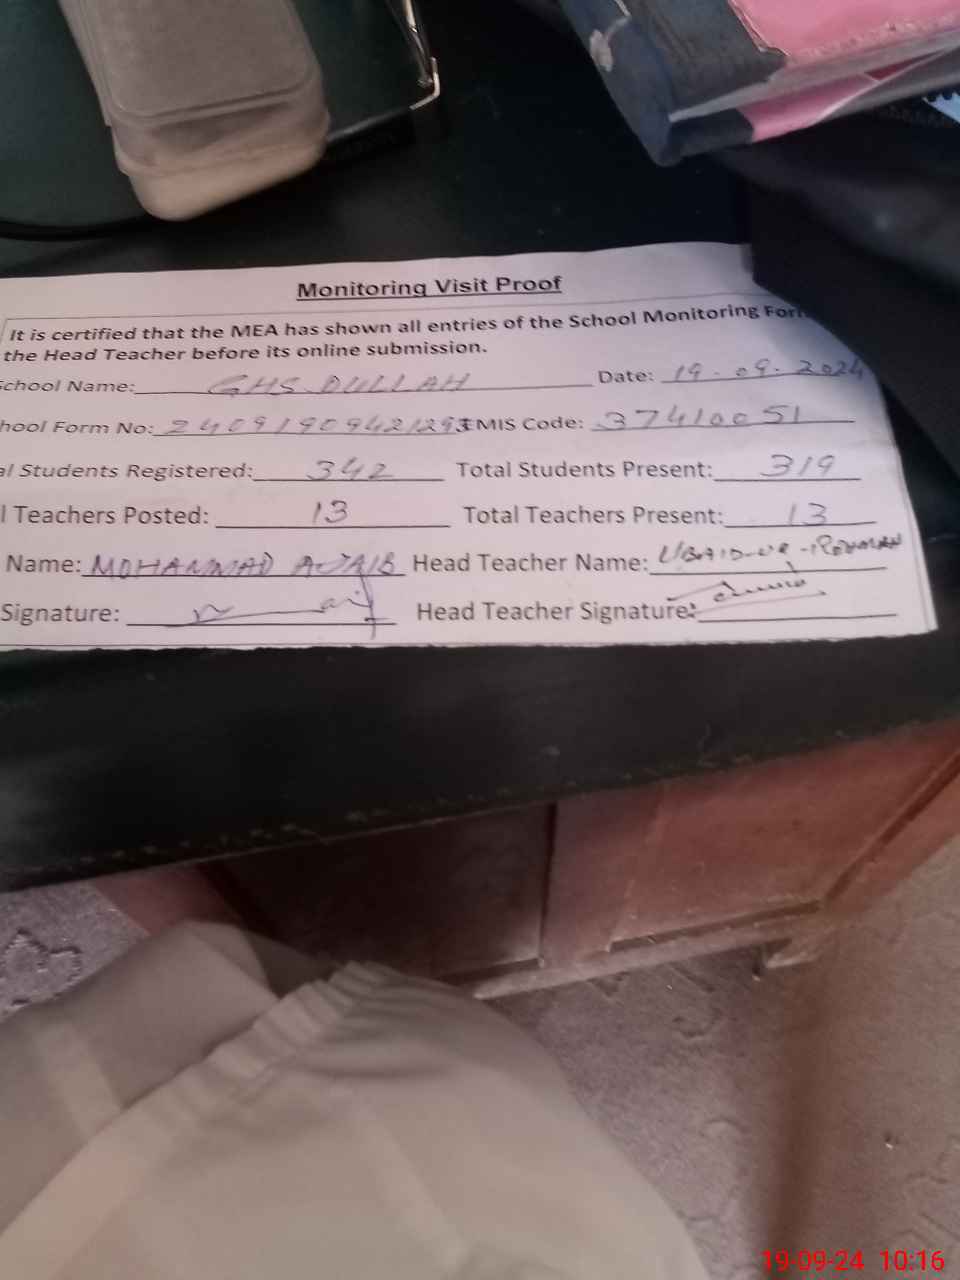 Monitoring Visit Proof
It is certified that the MEA has shown all entries of the School Monitoring Form
the Head Teacher before its online submission.
School Name: GHS DULLAH Date: 19.09.2024
hool Form No: EMIS Code: 37410051
al Students Registered: 342 Total Students Present: 319
l Teachers Posted: 13 Total Teachers Present: 13
Name: MOHAMMAD AJAIB Head Teacher Name: UBAID-UR-REHMAN
Signature: Head Teacher Signature:
19-09-24 10:16